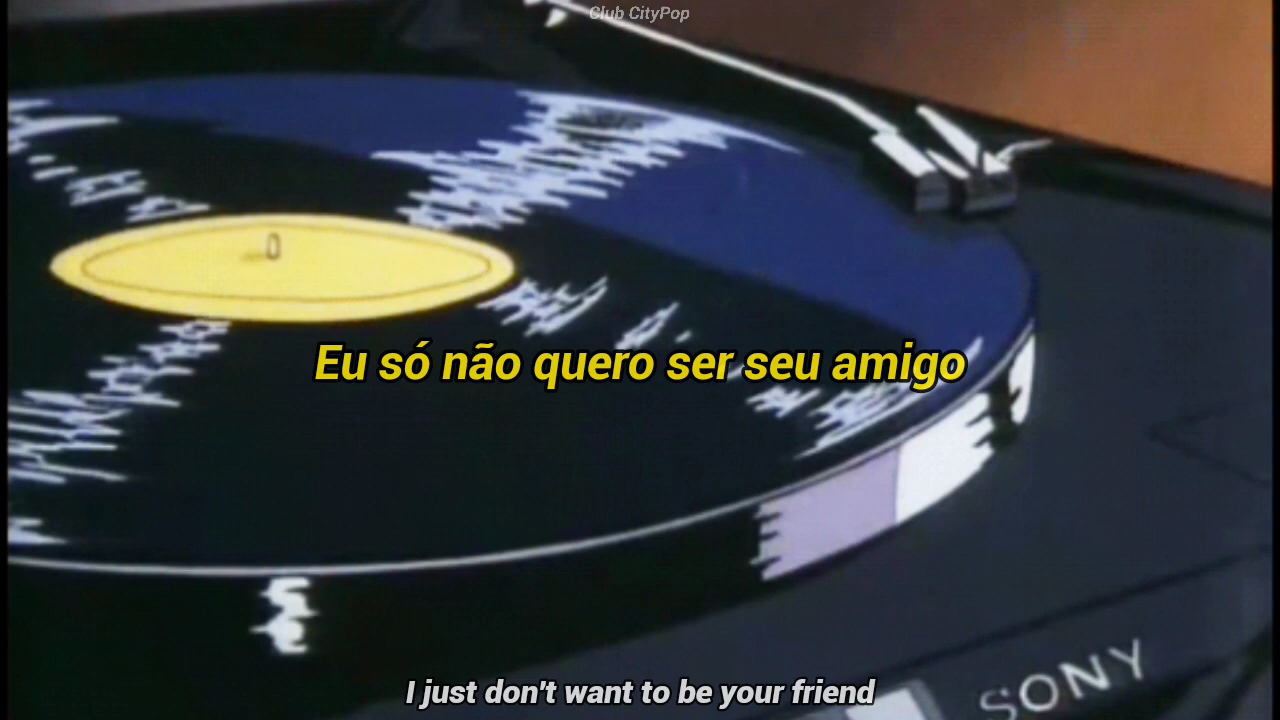 Club CityPop
Eu só não quero ser seu amigo
SONY
I just don't want to be your friend